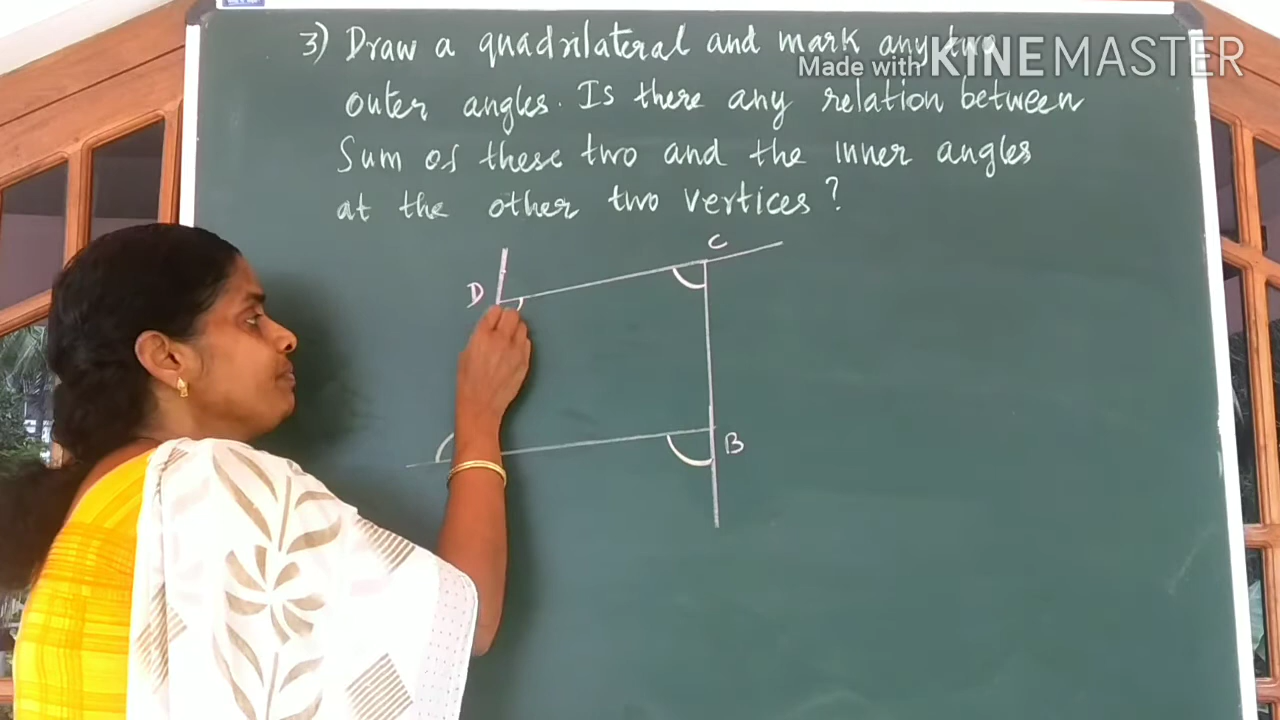 3) Draw a quadrilateral and mark any two
Made with KINEMASTER
outer angles. Is there any relation between
Sum of these two and the inner angles
at the other two vertices?
C
D
B